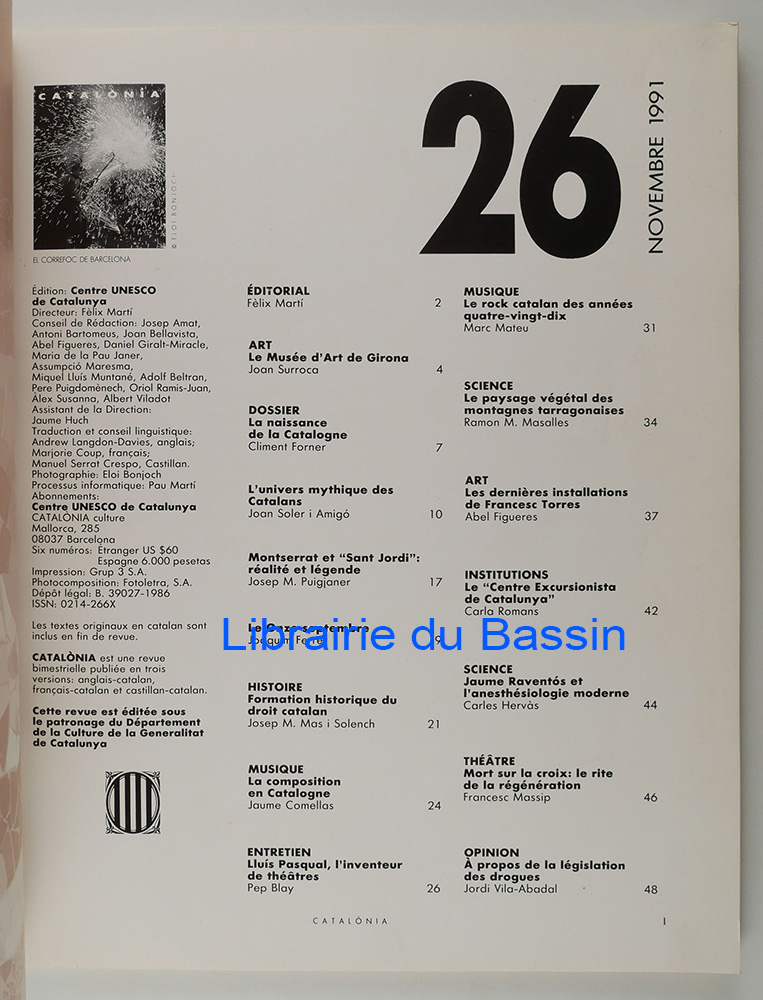 CATALÒNIA
© ELOI BONJOCH
EL CORREFOC DE BARCELONA
26
NOVEMBRE 1991
Édition: Centre UNESCO
de Catalunya
Directeur: Fèlix Martí
Conseil de Rédaction: Josep Amat,
Antoni Bartomeus, Joan Bellavista,
Abel Figueres, Daniel Giralt-Miracle,
Maria de la Pau Janer,
Assumpció Maresma,
Miquel Lluís Muntané, Adolf Beltran,
Pere Puigdomènech, Oriol Ramis-Juan,
Àlex Susanna, Albert Viladot
Assistant de la Direction:
Jaume Huch
Traduction et conseil linguistique:
Andrew Langdon-Davies, anglais;
Marjorie Coup, français;
Manuel Serrat Crespo, Castillan.
Photographie: Eloi Bonjoch
Processus informatique: Pau Martí
Abonnements:
Centre UNESCO de Catalunya
CATALÒNIA culture
Mallorca, 285
08037 Barcelona
Six numéros: Étranger US $60
Espagne 6.000 pesetas
Impression: Grup 3 S.A.
Photocomposition: Fotoletra, S.A.
Dépôt légal: B. 39027-1986
ISSN: 0214-266X
Les textes originaux en catalan sont
inclus en fin de revue.
CATALÒNIA est une revue
bimestrielle publiée en trois
versions: anglais-catalan,
français-catalan et castillan-catalan.
Cette revue est éditée sous
le patronage du Département
de la Culture de la Generalitat
de Catalunya
ÉDITORIAL
Fèlix Martí 2
ART
Le Musée d'Art de Girona
Joan Surroca 4
DOSSIER
La naissance
de la Catalogne
Climent Forner 7
L'univers mythique des
Catalans
Joan Soler i Amigó 10
Montserrat et "Sant Jordi":
réalité et légende
Josep M. Puigjaner 17
Le Onze septembre
Joaquim 9
HISTOIRE
Formation historique du
droit catalan
Josep M. Mas i Solench 21
MUSIQUE
La composition
en Catalogne
Jaume Comellas 24
ENTRETIEN
Lluís Pasqual, l'inventeur
de théâtres
Pep Blay 26
MUSIQUE
Le rock catalan des années
quatre-vingt-dix
Marc Mateu 31
SCIENCE
Le paysage végétal des
montagnes tarragonaises
Ramon M. Masalles 34
ART
Les dernières installations
de Francesc Torres
Abel Figueres 37
INSTITUTIONS
Le "Centre Excursionista
de Catalunya"
Carla Romans 42
SCIENCE
Jaume Raventós et
l'anesthésiologie moderne
Carles Hervàs 44
THÉÂTRE
Mort sur la croix: le rite
de la régénération
Francesc Massip 46
OPINION
À propos de la législation
des drogues
Jordi Vila-Abadal 48
Librairie du Bassin
CATALÒNIA
1